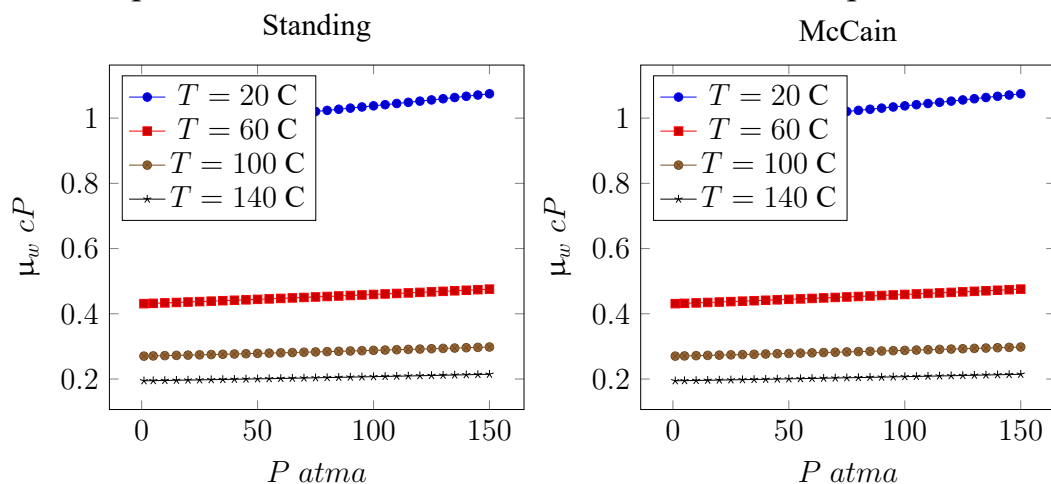 Standing
McCain
T = 20 C
T = 60 C
T = 100 C
T = 140 C
1
0.8
0.6
0.4
0.2
0
50
100
150
μw cP
P atma
T = 20 C
T = 60 C
T = 100 C
T = 140 C
1
0.8
0.6
0.4
0.2
0
50
100
150
μw cP
P atma